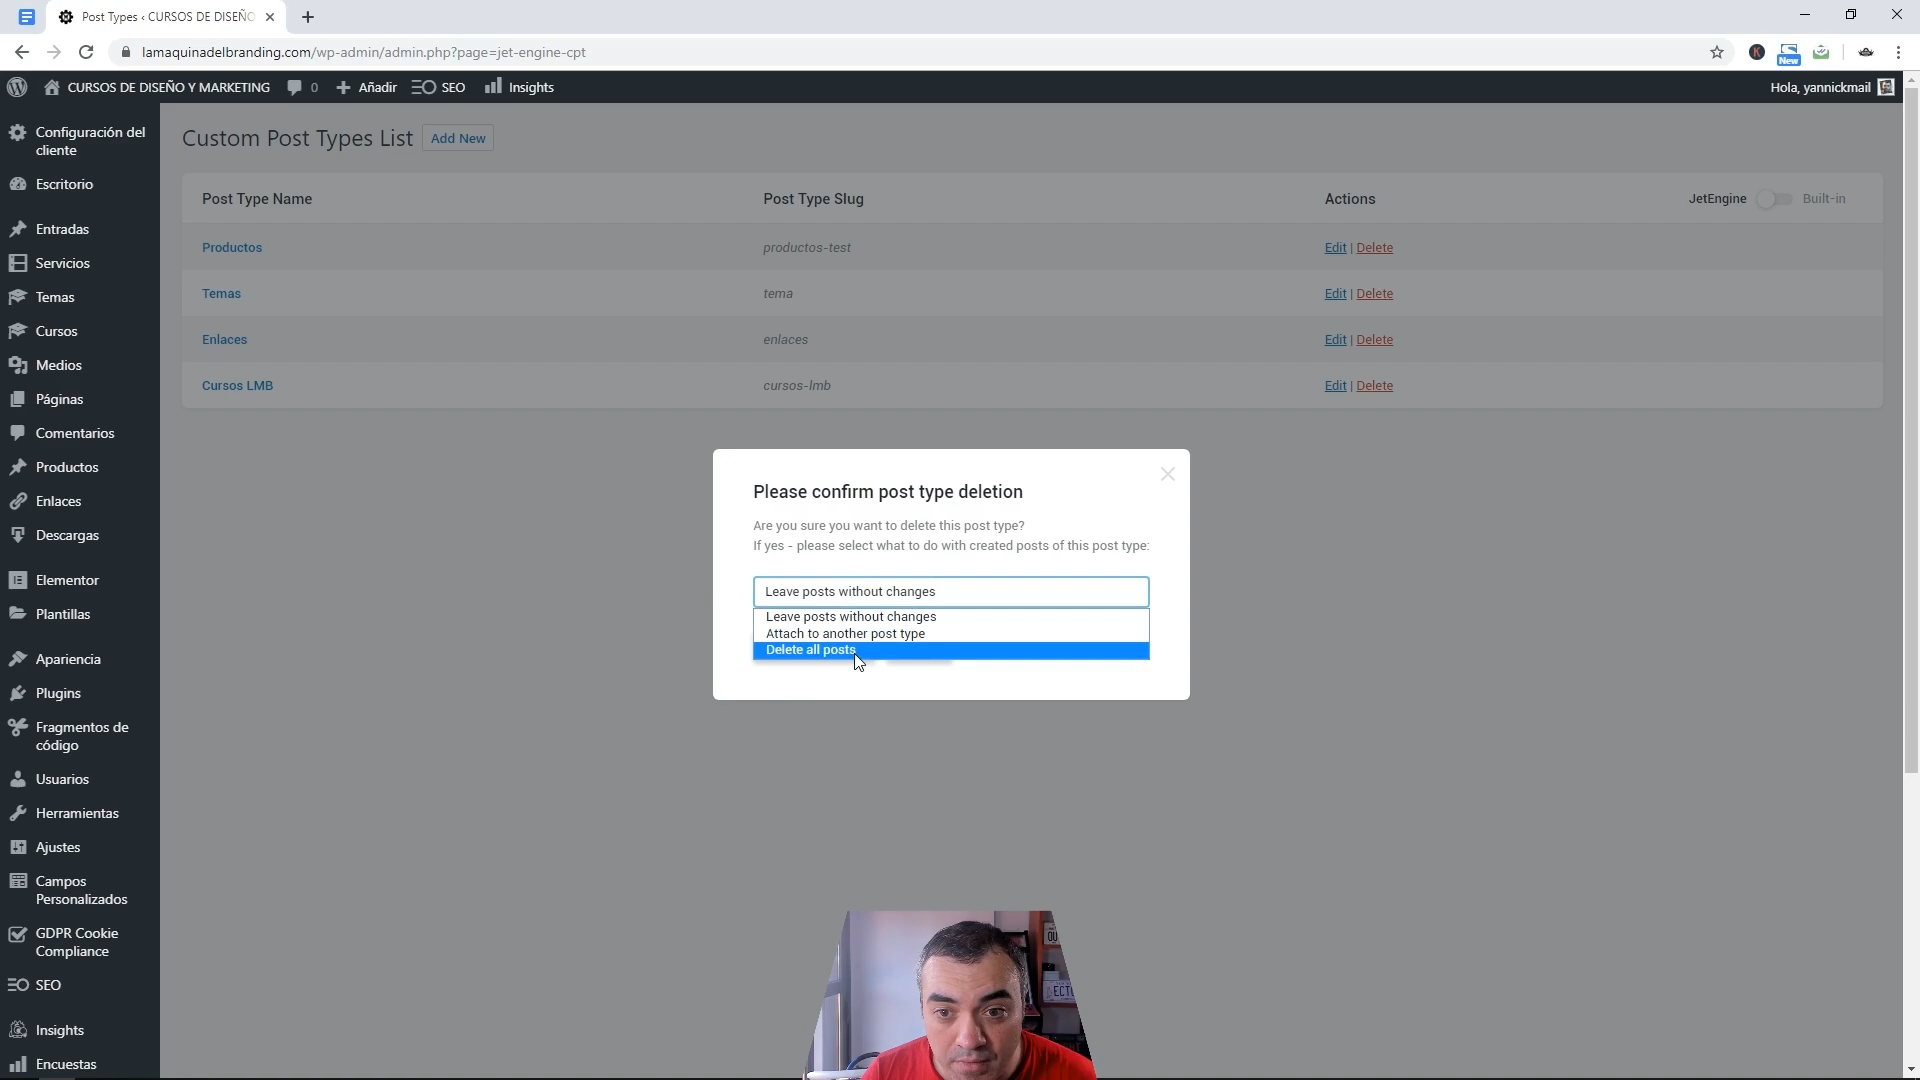 Post Types ‹ CURSOS DE DISEÑO
lamaquinadelbranding.com/wp-admin/admin.php?page=jet-engine-cpt
New
CURSOS DE DISEÑO Y MARKETING
0
Añadir
SEO
Insights
Hola, yannickmail
Configuración del
cliente
Escritorio
Entradas
Servicios
Temas
Cursos
Medios
Páginas
Comentarios
Productos
Enlaces
Descargas
Elementor
Plantillas
Apariencia
Plugins
Fragmentos de
código
Usuarios
Herramientas
Ajustes
Campos
Personalizados
GDPR Cookie
Compliance
SEO
Insights
Encuestas
Custom Post Types List
Add New
Post Type Name
Post Type Slug
Actions
JetEngine
Built-in
Productos
productos-test
Edit | Delete
Temas
tema
Edit | Delete
Enlaces
enlaces
Edit | Delete
Cursos LMB
cursos-lmb
Edit | Delete
Please confirm post type deletion
Are you sure you want to delete this post type?
If yes - please select what to do with created posts of this post type:
Leave posts without changes
Leave posts without changes
Attach to another post type
Delete all posts